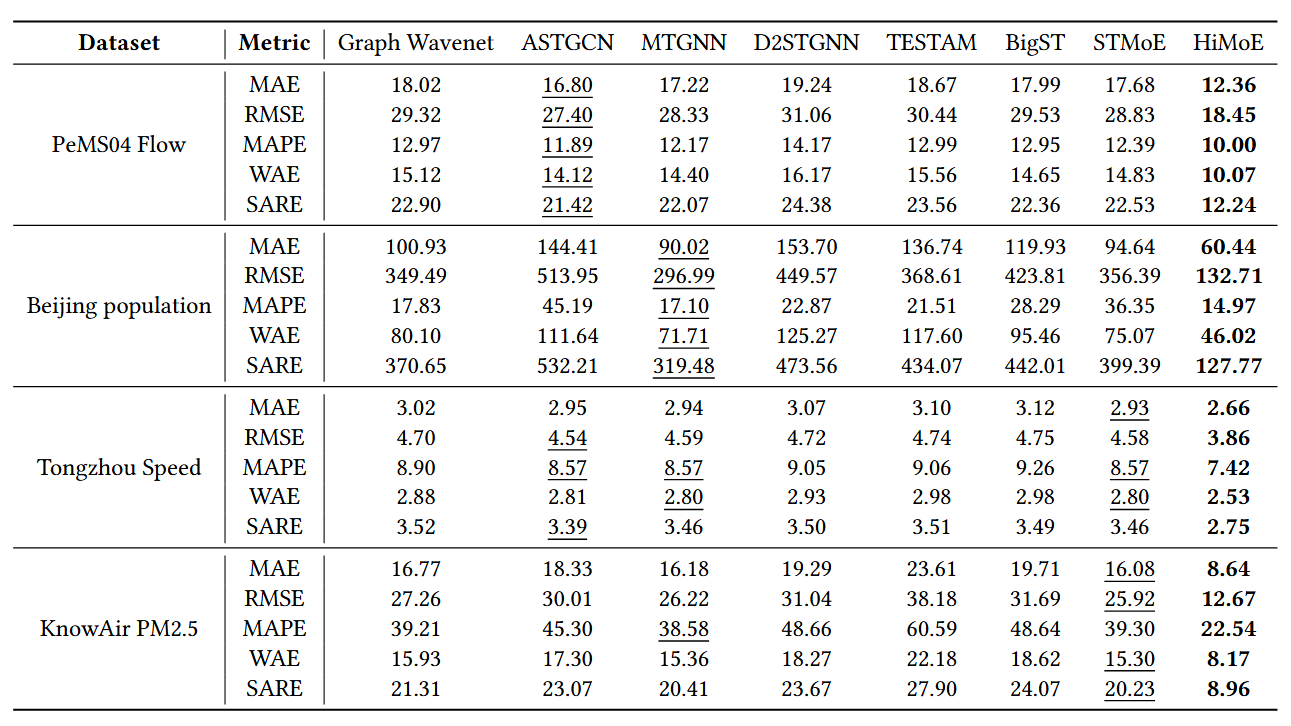 Dataset Metric Graph Wavenet ASTGCN MTGNN D2STGNN TESTAM BigST STMoE HiMoE
MAE 18.02 16.80 17.22 19.24 18.67 17.99 17.68 12.36
RMSE 29.32 27.40 28.33 31.06 30.44 29.53 28.83 18.45
PeMS04 Flow MAPE 12.97 11.89 12.17 14.17 12.99 12.95 12.39 10.00
WAE 15.12 14.12 14.40 16.17 15.56 14.65 14.83 10.07
SARE 22.90 21.42 22.07 24.38 23.56 22.36 22.53 12.24
MAE 100.93 144.41 90.02 153.70 136.74 119.93 94.64 60.44
RMSE 349.49 513.95 296.99 449.57 368.61 423.81 356.39 132.71
Beijing population MAPE 17.83 45.19 17.10 22.87 21.51 28.29 36.35 14.97
WAE 80.10 111.64 71.71 125.27 117.60 95.46 75.07 46.02
SARE 370.65 532.21 319.48 473.56 434.07 442.01 399.39 127.77
MAE 3.02 2.95 2.94 3.07 3.10 3.12 2.93 2.66
RMSE 4.70 4.54 4.59 4.72 4.74 4.75 4.58 3.86
Tongzhou Speed MAPE 8.90 8.57 8.57 9.05 9.06 9.26 8.57 7.42
WAE 2.88 2.81 2.80 2.93 2.98 2.98 2.80 2.53
SARE 3.52 3.39 3.46 3.50 3.51 3.49 3.46 2.75
MAE 16.77 18.33 16.18 19.29 23.61 19.71 16.08 8.64
RMSE 27.26 30.01 26.22 31.04 38.18 31.69 25.92 12.67
KnowAir PM2.5 MAPE 39.21 45.30 38.58 48.66 60.59 48.64 39.30 22.54
WAE 15.93 17.30 15.36 18.27 22.18 18.62 15.30 8.17
SARE 21.31 23.07 20.41 23.67 27.90 24.07 20.23 8.96